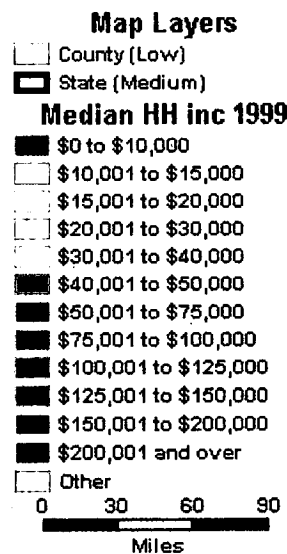 Map Layers
County (Low)
State (Medium)
Median HH inc 1999
$0 to $10,000
$10,001 to $15,000
$15,001 to $20,000
$20,001 to $30,000
$30,001 to $40,000
$40,001 to $50,000
$50,001 to $75,000
$75,001 to $100,000
$100,001 to $125,000
$125,001 to $150,000
$150,001 to $200,000
$200,001 and over
Other
0 30 60 90
Miles